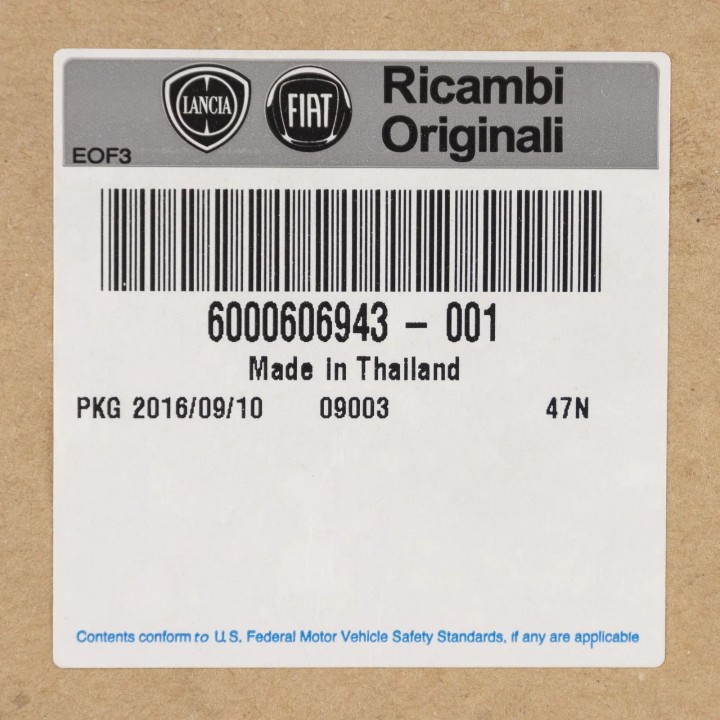 LANCIA FIAT Ricambi
Originali
EOF3
6000606943 - 001
Made in Thailand
PKG 2016/09/10 09003 47N
Contents conform to U.S. Federal Motor Vehicle Safety Standards, if any are applicable